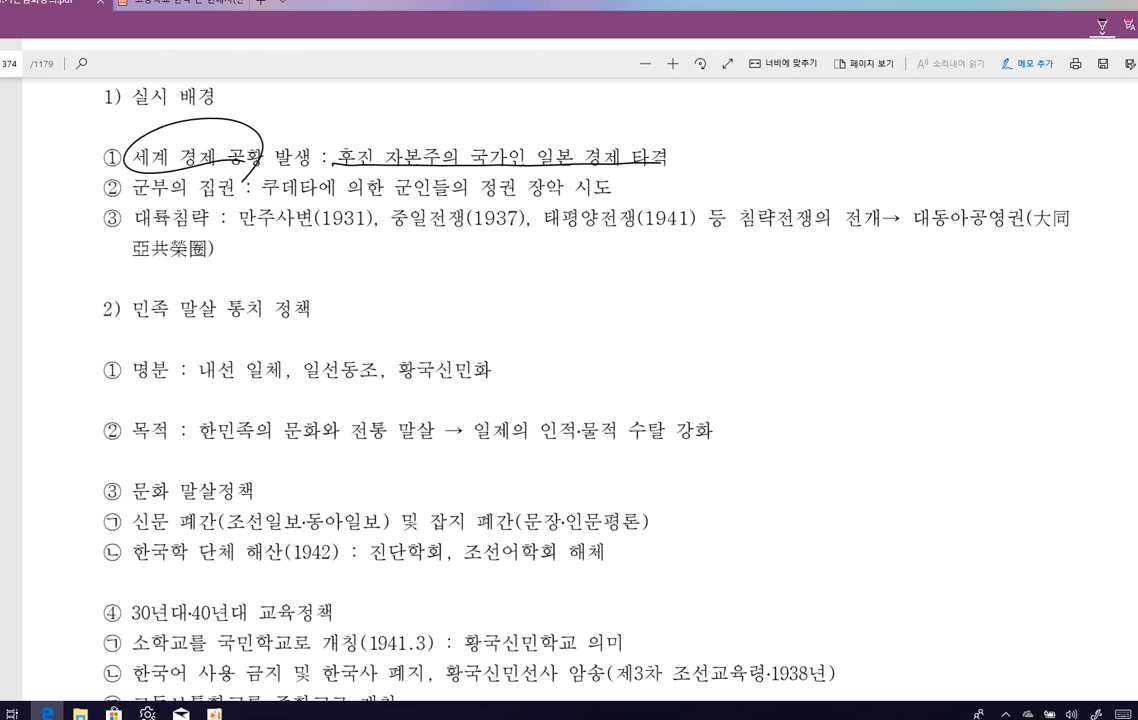 374 /1179 너비에 맞추기 페이지 보기 소리내어 읽기 메모 추가
1) 실시 배경
① 세계 경제 공황 발생 : 후진 자본주의 국가인 일본 경제 타격
② 군부의 집권 : 쿠데타에 의한 군인들의 정권 장악 시도
③ 대륙침략 : 만주사변(1931), 중일전쟁(1937), 태평양전쟁(1941) 등 침략전쟁의 전개→ 대동아공영권(大同
亞共榮圈)
2) 민족 말살 통치 정책
① 명분 : 내선 일체, 일선동조, 황국신민화
② 목적 : 한민족의 문화와 전통 말살 → 일제의 인적·물적 수탈 강화
③ 문화 말살정책
㉠ 신문 폐간(조선일보·동아일보) 및 잡지 폐간(문장·인문평론)
㉡ 한국학 단체 해산(1942) : 진단학회, 조선어학회 해체
④ 30년대·40년대 교육정책
㉠ 소학교를 국민학교로 개칭(1941.3) : 황국신민학교 의미
㉡ 한국어 사용 금지 및 한국사 폐지, 황국신민선사 암송(제3차 조선교육령·1938년)